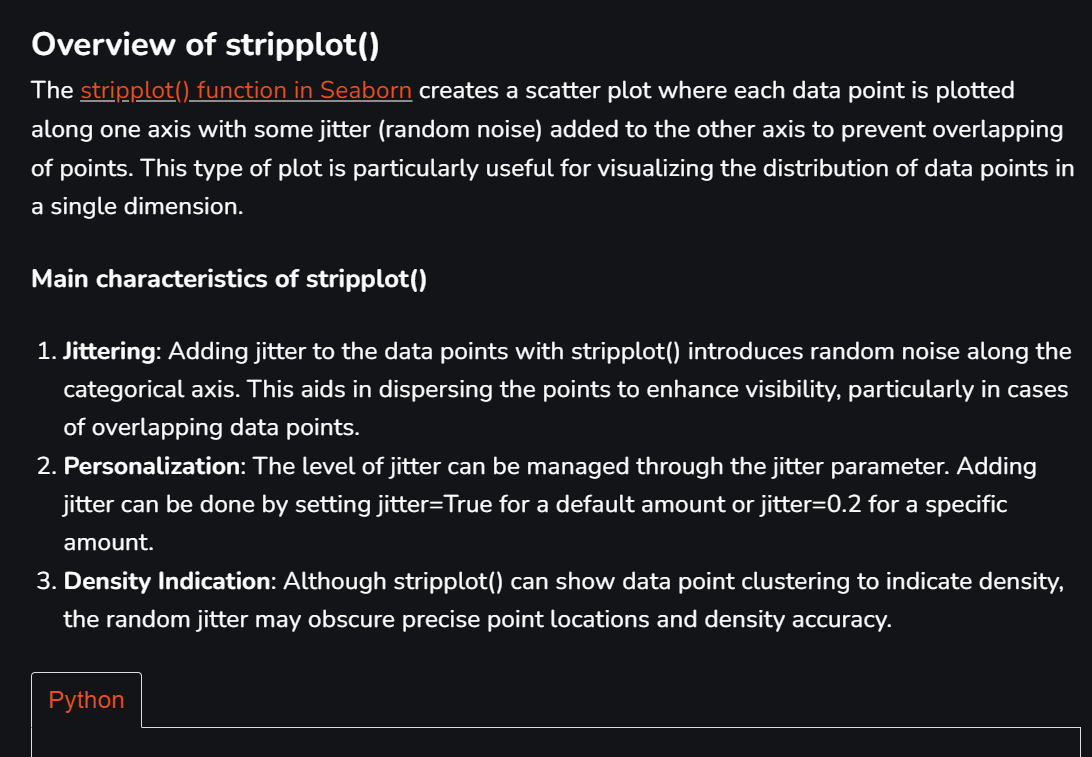 Overview of stripplot()
The stripplot() function in Seaborn creates a scatter plot where each data point is plotted
along one axis with some jitter (random noise) added to the other axis to prevent overlapping
of points. This type of plot is particularly useful for visualizing the distribution of data points in
a single dimension.
Main characteristics of stripplot()
1. Jittering: Adding jitter to the data points with stripplot() introduces random noise along the
categorical axis. This aids in dispersing the points to enhance visibility, particularly in cases
of overlapping data points.
2. Personalization: The level of jitter can be managed through the jitter parameter. Adding
jitter can be done by setting jitter=True for a default amount or jitter=0.2 for a specific
amount.
3. Density Indication: Although stripplot() can show data point clustering to indicate density,
the random jitter may obscure precise point locations and density accuracy.
Python